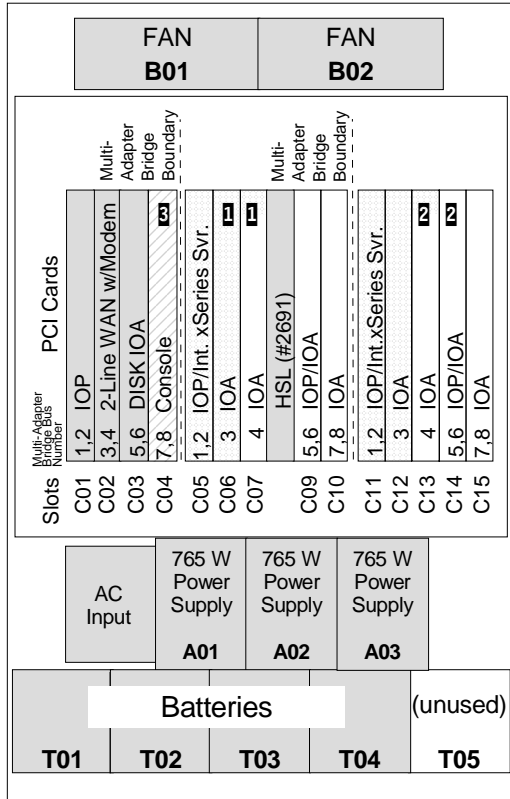 FAN
B01
FAN
B02
Multi-
Adapter
Bridge
Boundary
Multi-
Adapter
Bridge
Boundary
PCI Cards
Multi-Adapter
Bridge Bus
Number
Slots
1,2 IOP
C01
3,4 2-Line WAN w/Modem
C02
5,6 DISK IOA
C03
7,8 Console 3
C04
1,2 IOP/Int. xSeries Svr.
C05
3 IOA 1
C06
4 IOA 1
C07
HSL (#2691)
5,6 IOP/IOA
C09
7,8 IOA
C10
1,2 IOP/Int.xSeries Svr.
C11
3 IOA
C12
4 IOA 2
C13
5,6 IOP/IOA 2
C14
7,8 IOA
C15
AC
Input
765 W
Power
Supply
A01
765 W
Power
Supply
A02
765 W
Power
Supply
A03
Batteries
(unused)
T01
T02
T03
T04
T05